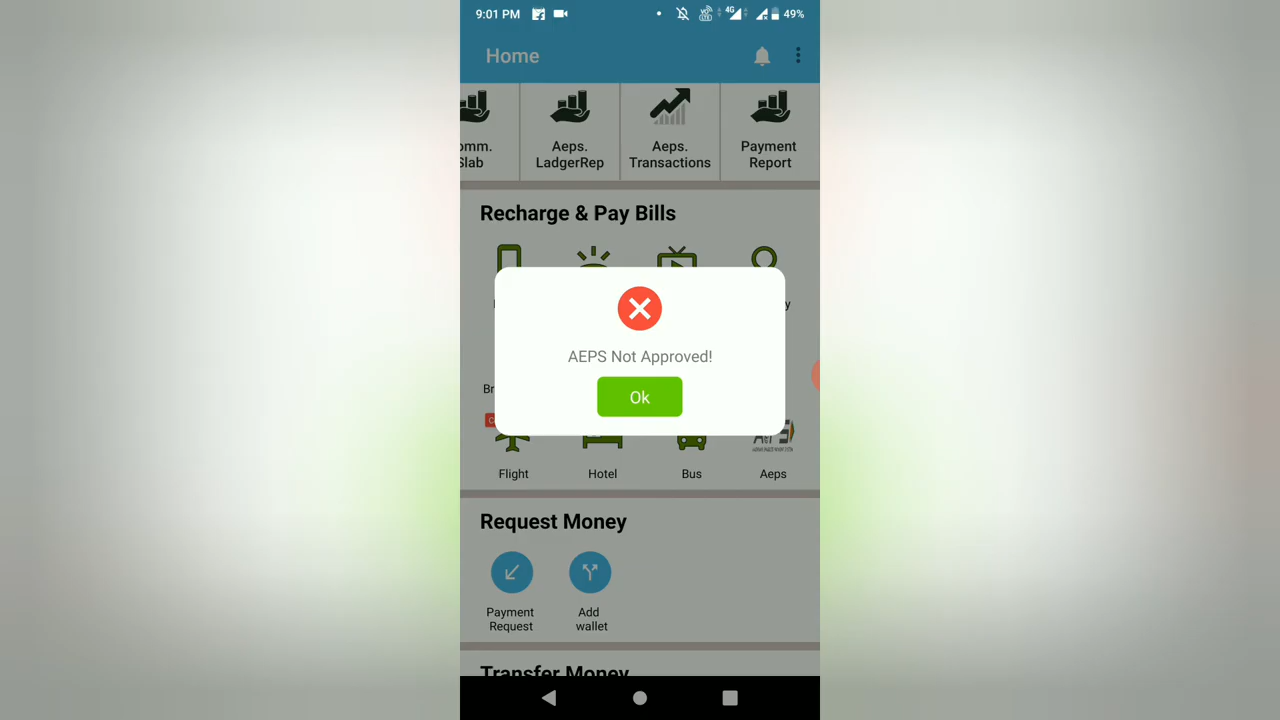 9:01 PM
4G
49%
Home
omm.
Slab
Aeps.
LadgerRep
Aeps.
Transactions
Payment
Report
Recharge & Pay Bills
y
AEPS Not Approved!
Ok
Br
Flight
Hotel
Bus
Aeps
Request Money
Payment
Request
Add
wallet
Transfer Money